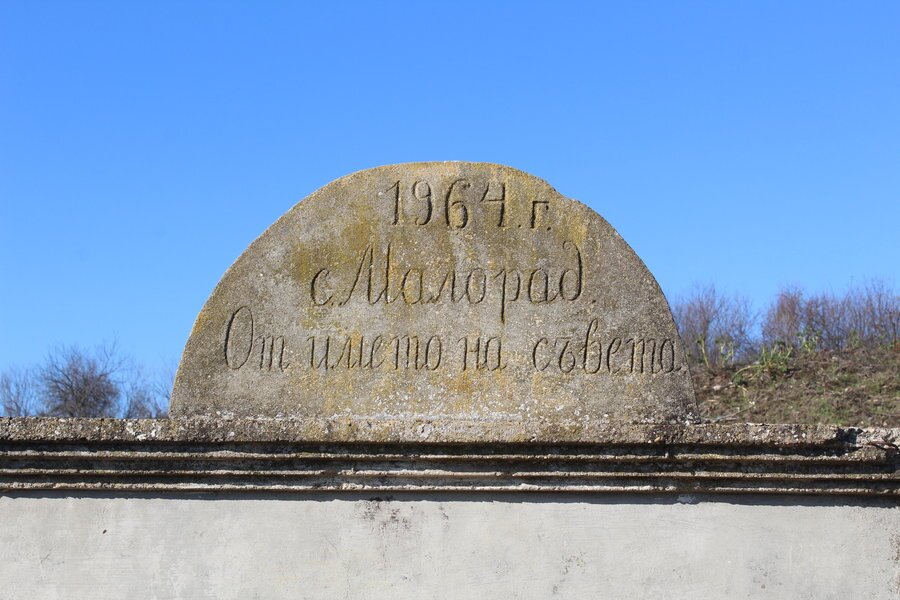 1964 г.
с. Малорад.
От името на съвета.